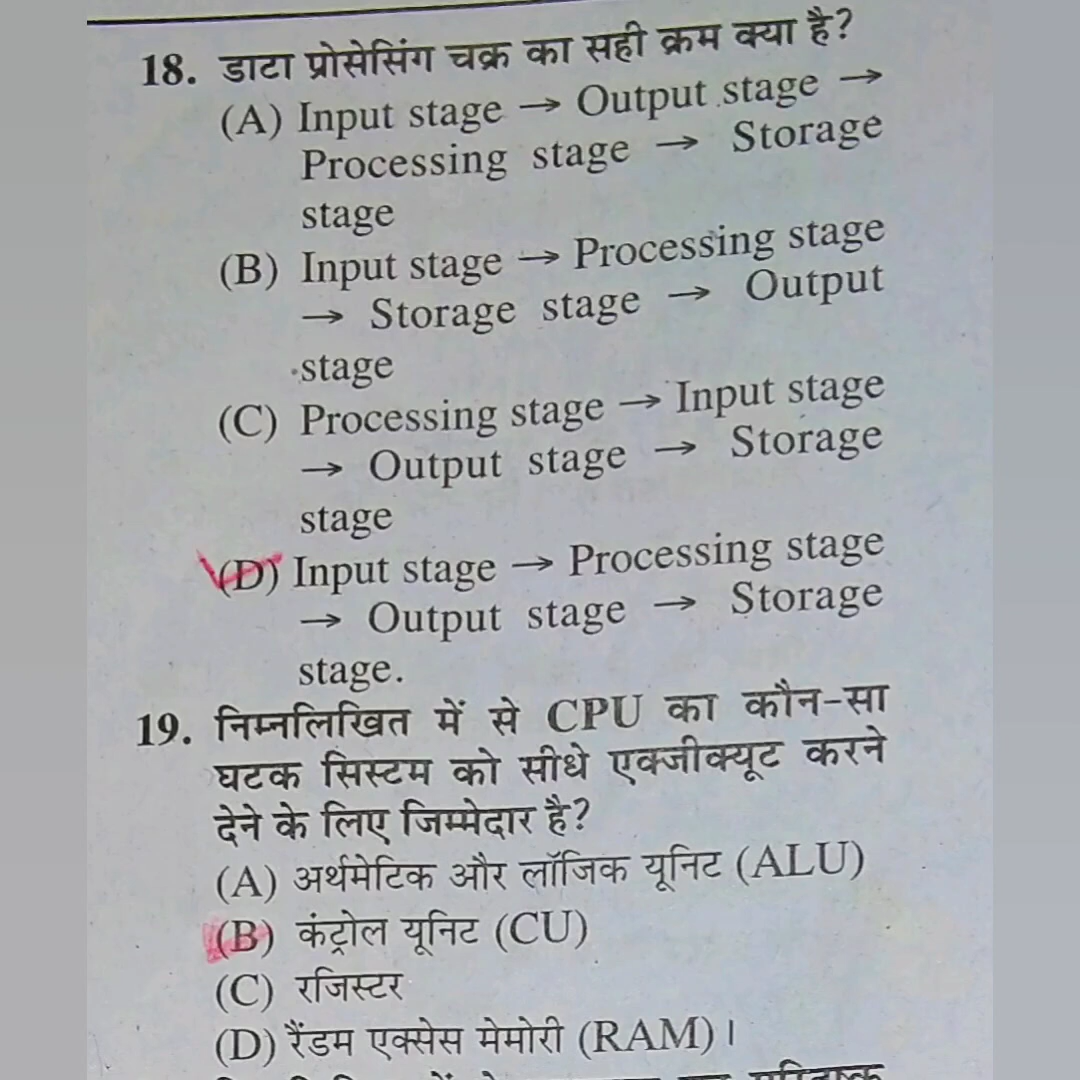 18. डाटा प्रोसेसिंग चक्र का सही क्रम क्या है?
(A) Input stage → Output stage →
Processing stage → Storage
stage
(B) Input stage → Processing stage
→ Storage stage → Output
stage
(C) Processing stage → Input stage
→ Output stage → Storage
stage
(D) Input stage → Processing stage
→ Output stage → Storage
stage.
19. निम्नलिखित में से CPU का कौन-सा
घटक सिस्टम को सीधे एक्जीक्यूट करने
देने के लिए जिम्मेदार है?
(A) अर्थमेटिक और लॉजिक यूनिट (ALU)
(B) कंट्रोल यूनिट (CU)
(C) रजिस्टर
(D) रैंडम एक्सेस मेमोरी (RAM)।